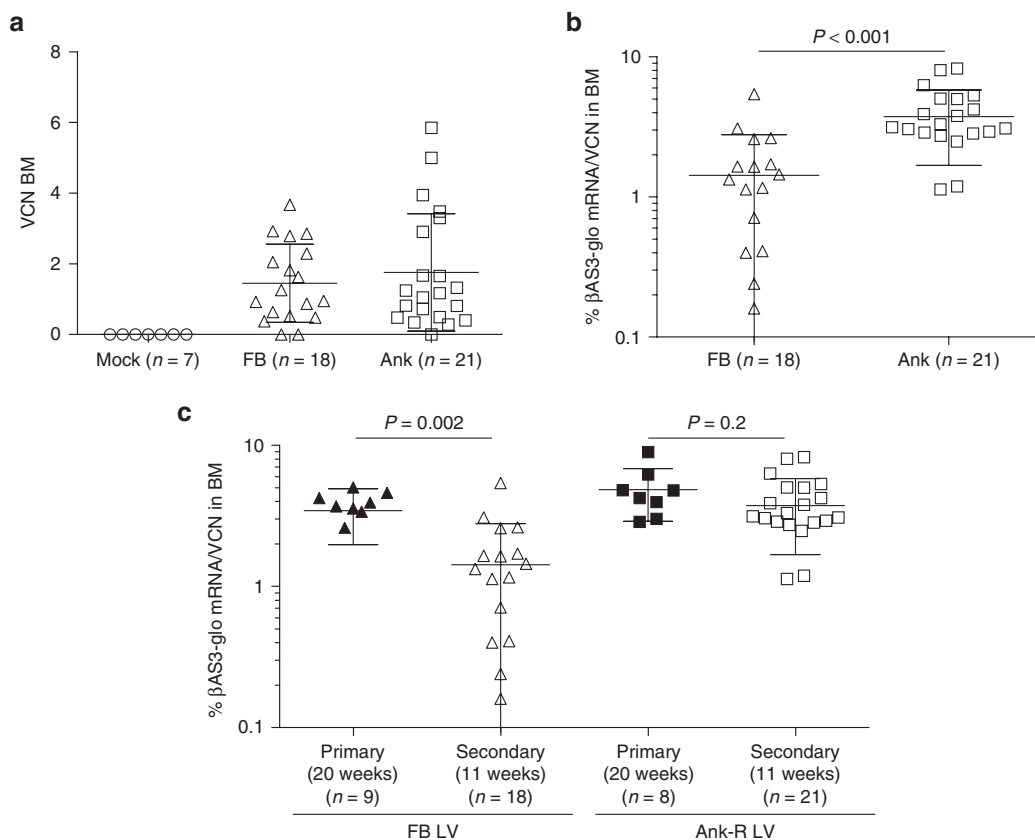 a
8
6
4
2
0
VCN BM
Mock (n = 7)
FB (n = 18)
Ank (n = 21)
b
P < 0.001
10
1
0.1
% βAS3-glo mRNA/VCN in BM
FB (n = 18)
Ank (n = 21)
c
P = 0.002
P = 0.2
10
1
0.1
% βAS3-glo mRNA/VCN in BM
Primary
(20 weeks)
(n = 9)
Secondary
(11 weeks)
(n = 18)
Primary
(20 weeks)
(n = 8)
Secondary
(11 weeks)
(n = 21)
FB LV
Ank-R LV